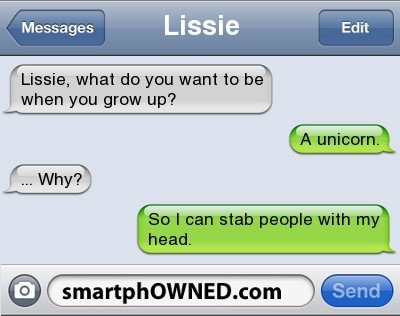 Messages
Lissie
Edit
Lissie, what do you want to be
when you grow up?
A unicorn.
... Why?
So I can stab people with my
head.
smartphOWNED.com
Send